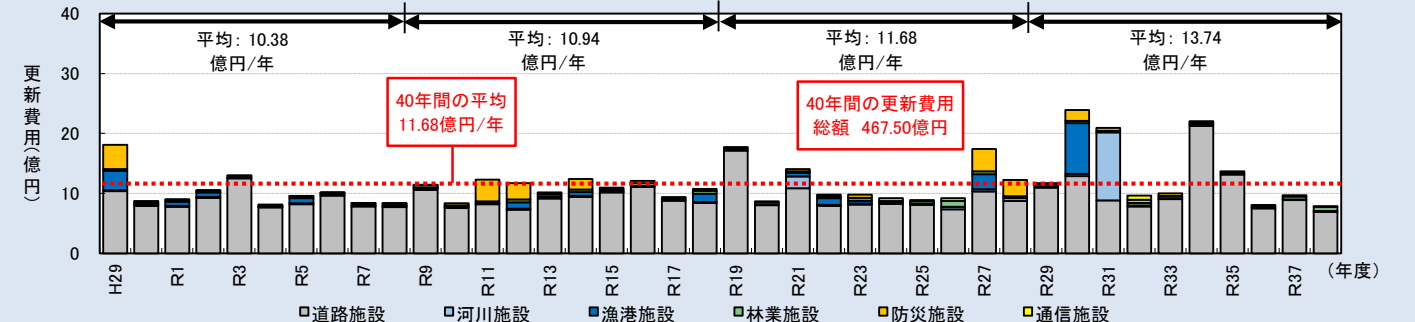 40
平均： 10.38
億円/年
平均： 10.94
億円/年
平均： 11.68
億円/年
平均： 13.74
億円/年
30
40年間の平均
11.68億円/年
40年間の更新費用
総額 467.50億円
更新費用(億円)
20
10
0
H29 R1 R3 R5 R7 R9 R11 R13 R15 R17 R19 R21 R23 R25 R27 R29 R31 R33 R35 R37 (年度)
道路施設 河川施設 漁港施設 林業施設 防災施設 通信施設